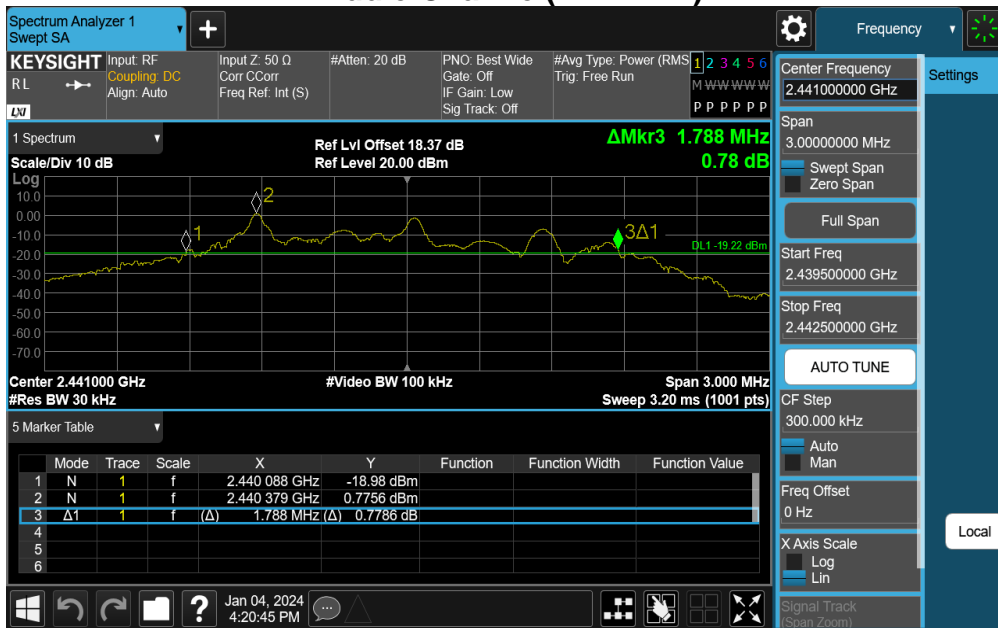 Spectrum Analyzer 1
Swept SA
Frequency
KEYSIGHT
Input: RF
Input Z: 50 Ω
#Atten: 20 dB
PNO: Best Wide
#Avg Type: Power (RMS
1 2 3 4 5 6
RL
Coupling: DC
Corr CCorr
Gate: Off
Trig: Free Run
M W W W W W
Align: Auto
Freq Ref: Int (S)
IF Gain: Low
LXI
Sig Track: Off
P P P P P P
1 Spectrum
Ref Lvl Offset 18.37 dB
ΔMkr3 1.788 MHz
Scale/Div 10 dB
Ref Level 20.00 dBm
0.78 dB
Log
10.0
0.00
-10.0
-20.0
-30.0
-40.0
-50.0
-60.0
-70.0
1
2
3Δ1
DL1 -19.22 dBm
Center 2.441000 GHz
#Video BW 100 kHz
Span 3.000 MHz
#Res BW 30 kHz
Sweep 3.20 ms (1001 pts)
5 Marker Table
Mode Trace Scale X Y Function Function Width Function Value
1 N 1 f 2.440 088 GHz -18.98 dBm
2 N 1 f 2.440 379 GHz 0.7756 dBm
3 Δ1 1 f (Δ) 1.788 MHz (Δ) 0.7786 dB
4
5
6
Jan 04, 2024
4:20:45 PM
Center Frequency
2.441000000 GHz
Settings
Span
3.00000000 MHz
Swept Span
Zero Span
Full Span
Start Freq
2.439500000 GHz
Stop Freq
2.442500000 GHz
AUTO TUNE
CF Step
300.000 kHz
Auto
Man
Freq Offset
0 Hz
Local
X Axis Scale
Log
Lin
Signal Track
(Span Zoom)